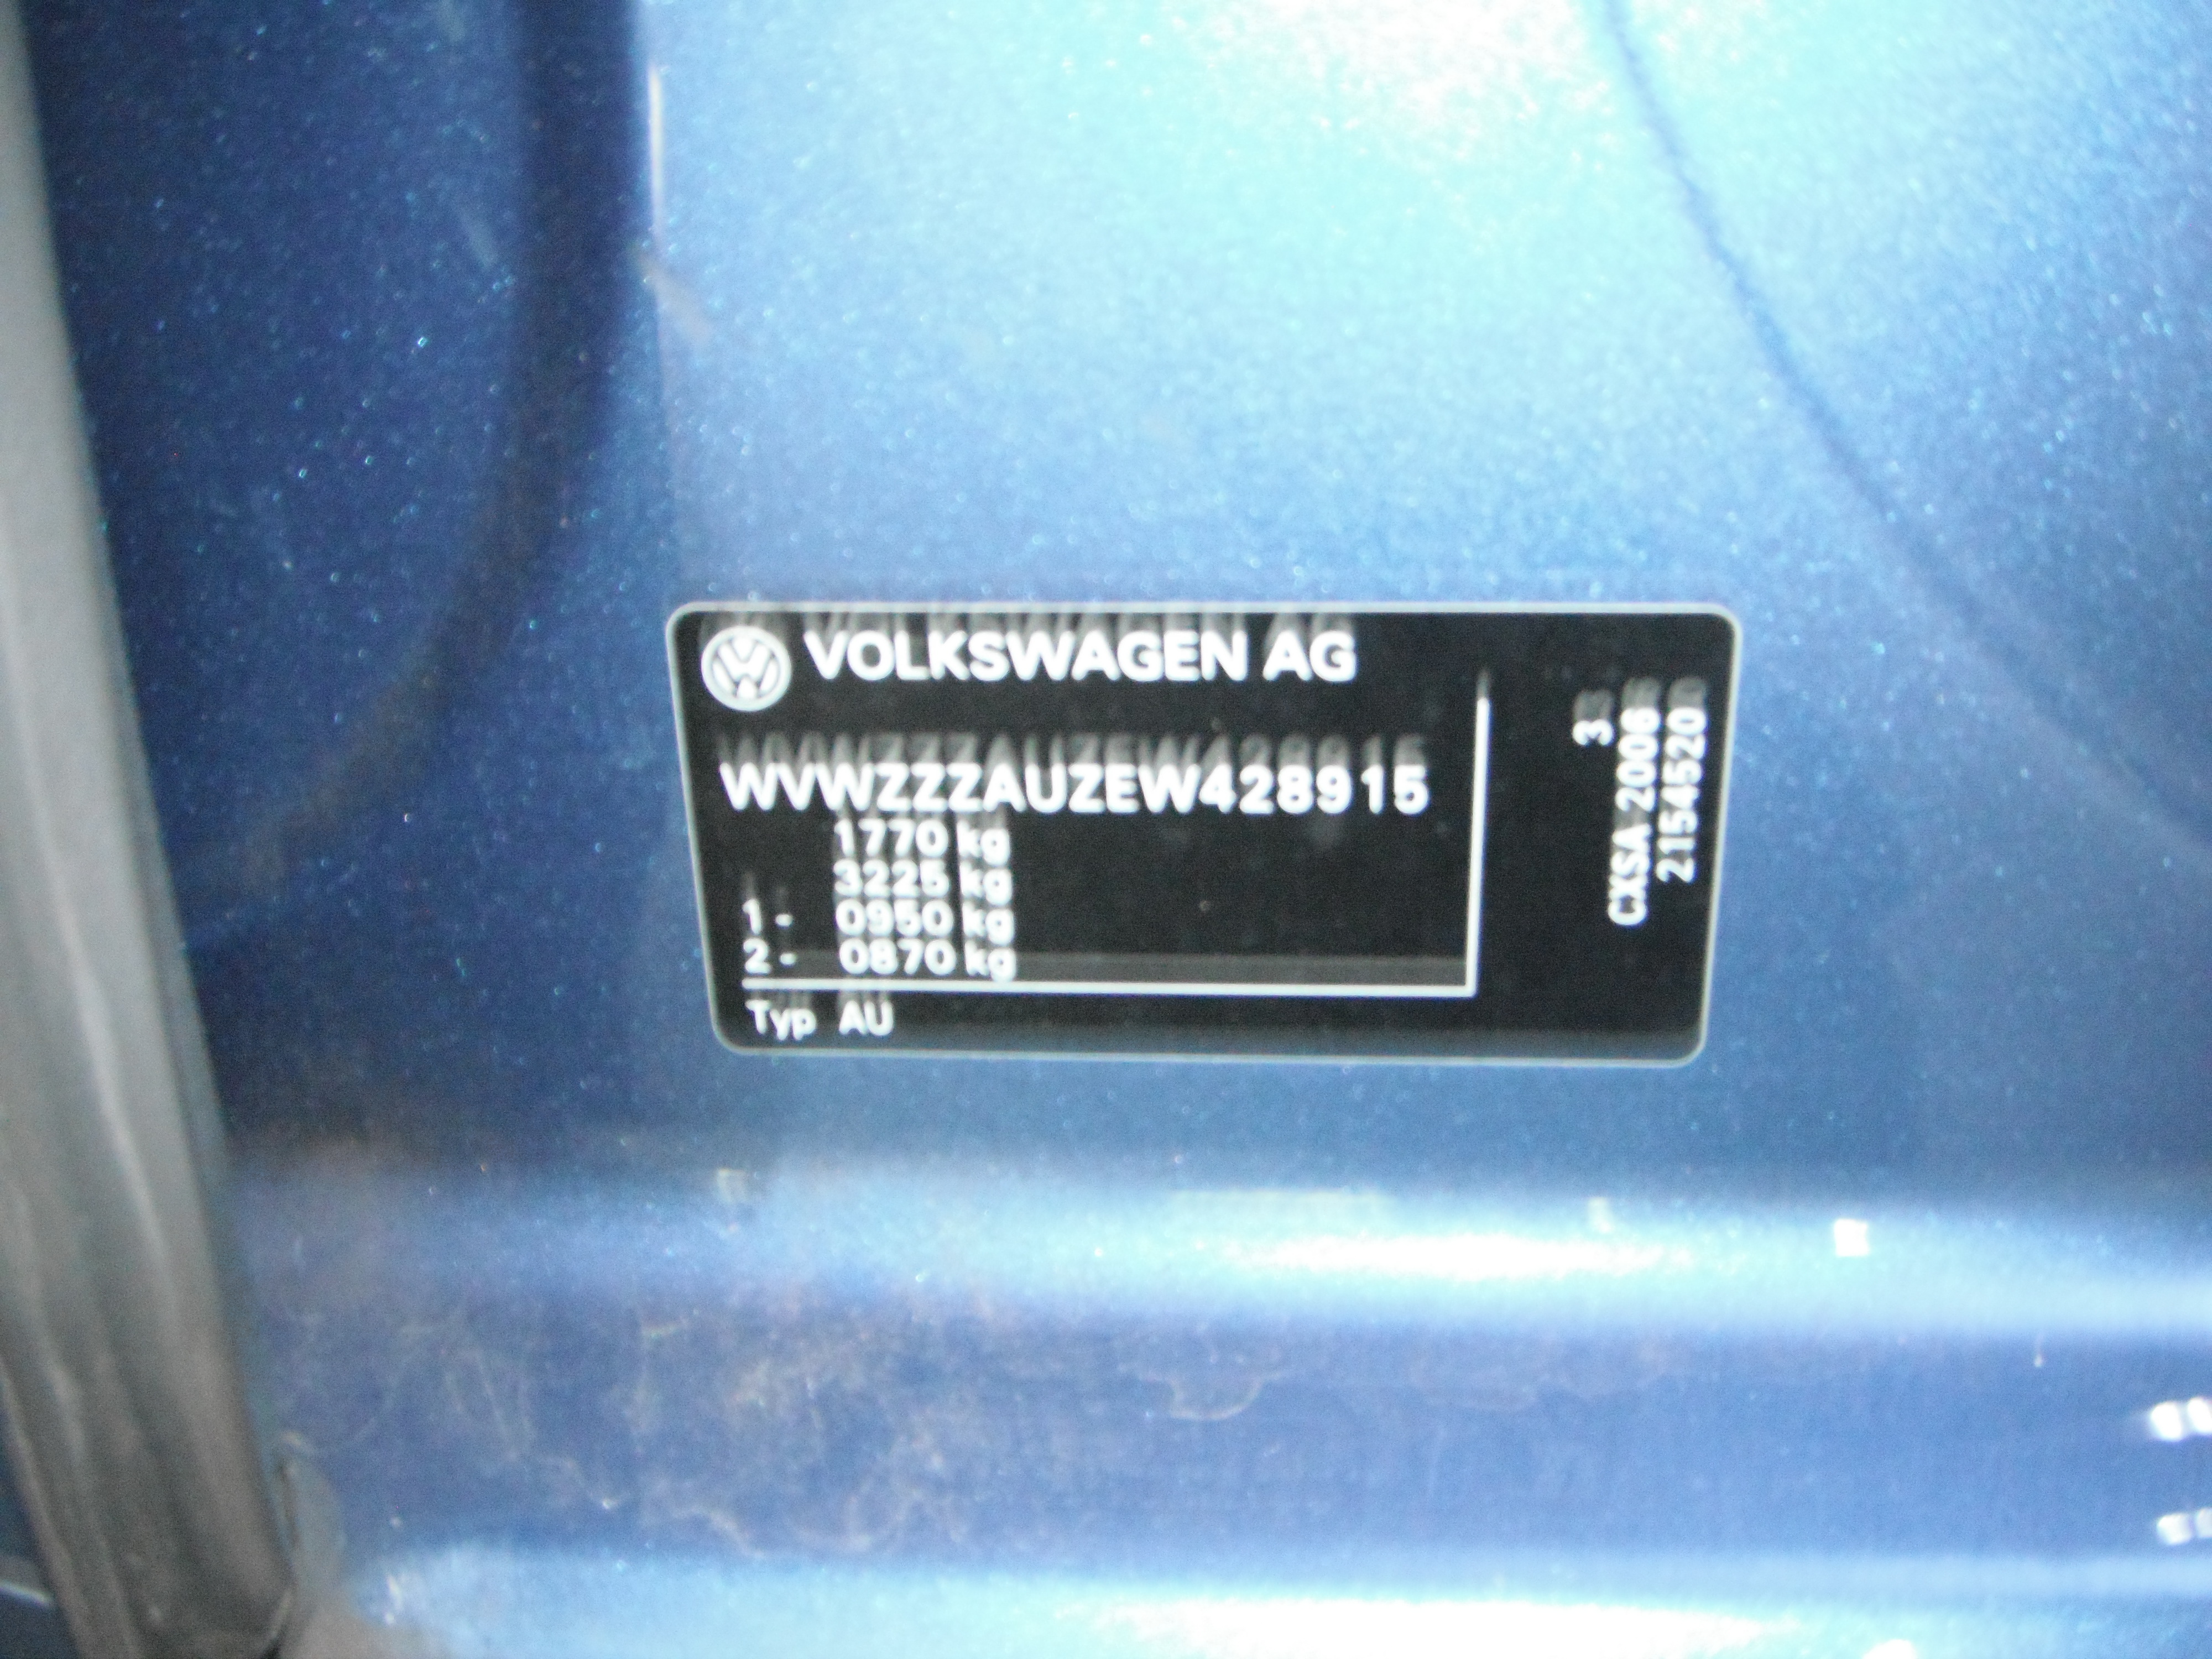 VOLKSWAGEN AG
WVWZZZAUZEW428915
1770 kg
3225 kg
1- 0950 kg
2- 0870 kg
Typ AU
3
CXSA 2006
2154520